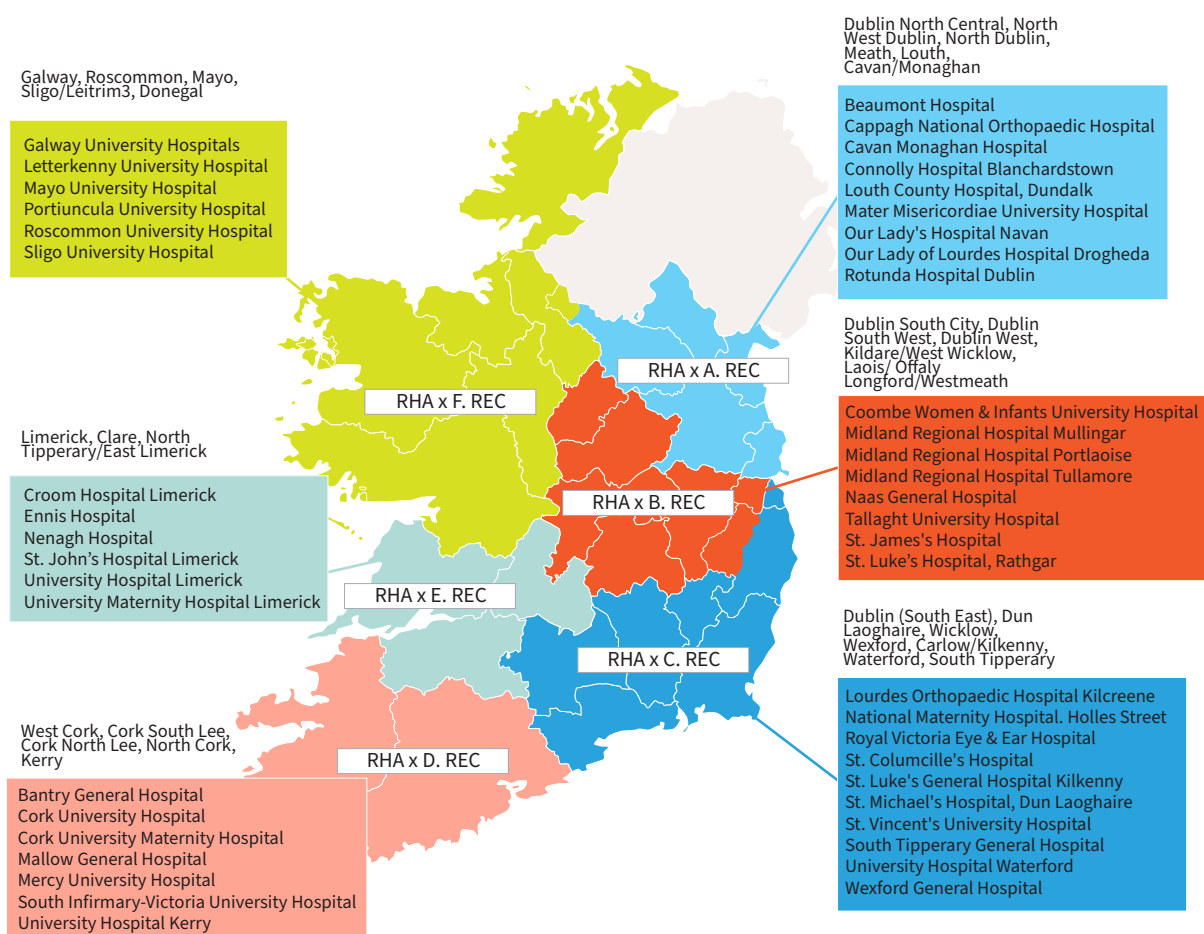 Galway, Roscommon, Mayo,
Sligo/Leitrim3, Donegal
Galway University Hospitals
Letterkenny University Hospital
Mayo University Hospital
Portiuncula University Hospital
Roscommon University Hospital
Sligo University Hospital
RHA x F. REC
Limerick, Clare, North
Tipperary/East Limerick
Croom Hospital Limerick
Ennis Hospital
Nenagh Hospital
St. John’s Hospital Limerick
University Hospital Limerick
University Maternity Hospital Limerick
RHA x E. REC
West Cork, Cork South Lee,
Cork North Lee, North Cork,
Kerry
Bantry General Hospital
Cork University Hospital
Cork University Maternity Hospital
Mallow General Hospital
Mercy University Hospital
South Infirmary-Victoria University Hospital
University Hospital Kerry
RHA x D. REC
Dublin North Central, North
West Dublin, North Dublin,
Meath, Louth,
Cavan/Monaghan
Beaumont Hospital
Cappagh National Orthopaedic Hospital
Cavan Monaghan Hospital
Connolly Hospital Blanchardstown
Louth County Hospital, Dundalk
Mater Misericordiae University Hospital
Our Lady's Hospital Navan
Our Lady of Lourdes Hospital Drogheda
Rotunda Hospital Dublin
RHA x A. REC
Dublin South City, Dublin
South West, Dublin West,
Kildare/West Wicklow,
Laois/ Offaly
Longford/Westmeath
Coombe Women & Infants University Hospital
Midland Regional Hospital Mullingar
Midland Regional Hospital Portlaoise
Midland Regional Hospital Tullamore
Naas General Hospital
Tallaght University Hospital
St. James's Hospital
St. Luke’s Hospital, Rathgar
RHA x B. REC
Dublin (South East), Dun
Laoghaire, Wicklow,
Wexford, Carlow/Kilkenny,
Waterford, South Tipperary
Lourdes Orthopaedic Hospital Kilcreene
National Maternity Hospital. Holles Street
Royal Victoria Eye & Ear Hospital
St. Columcille's Hospital
St. Luke's General Hospital Kilkenny
St. Michael's Hospital, Dun Laoghaire
St. Vincent's University Hospital
South Tipperary General Hospital
University Hospital Waterford
Wexford General Hospital
RHA x C. REC